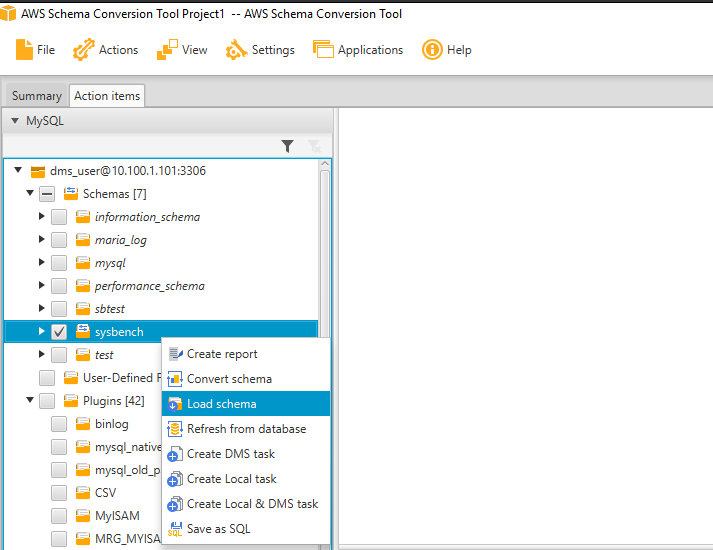 AWS Schema Conversion Tool Project1 -- AWS Schema Conversion Tool
File Actions View Settings Applications Help
Summary Action items
MySQL
dms_user@10.100.1.101:3306
Schemas [7]
information_schema
maria_log
mysql
performance_schema
sbtest
sysbench
test
User-Defined F
Plugins [42]
binlog
mysql_native
mysql_old_p
CSV
MyISAM
MRG_MYISA
Create report
Convert schema
Load schema
Refresh from database
Create DMS task
Create Local task
Create Local & DMS task
Save as SQL